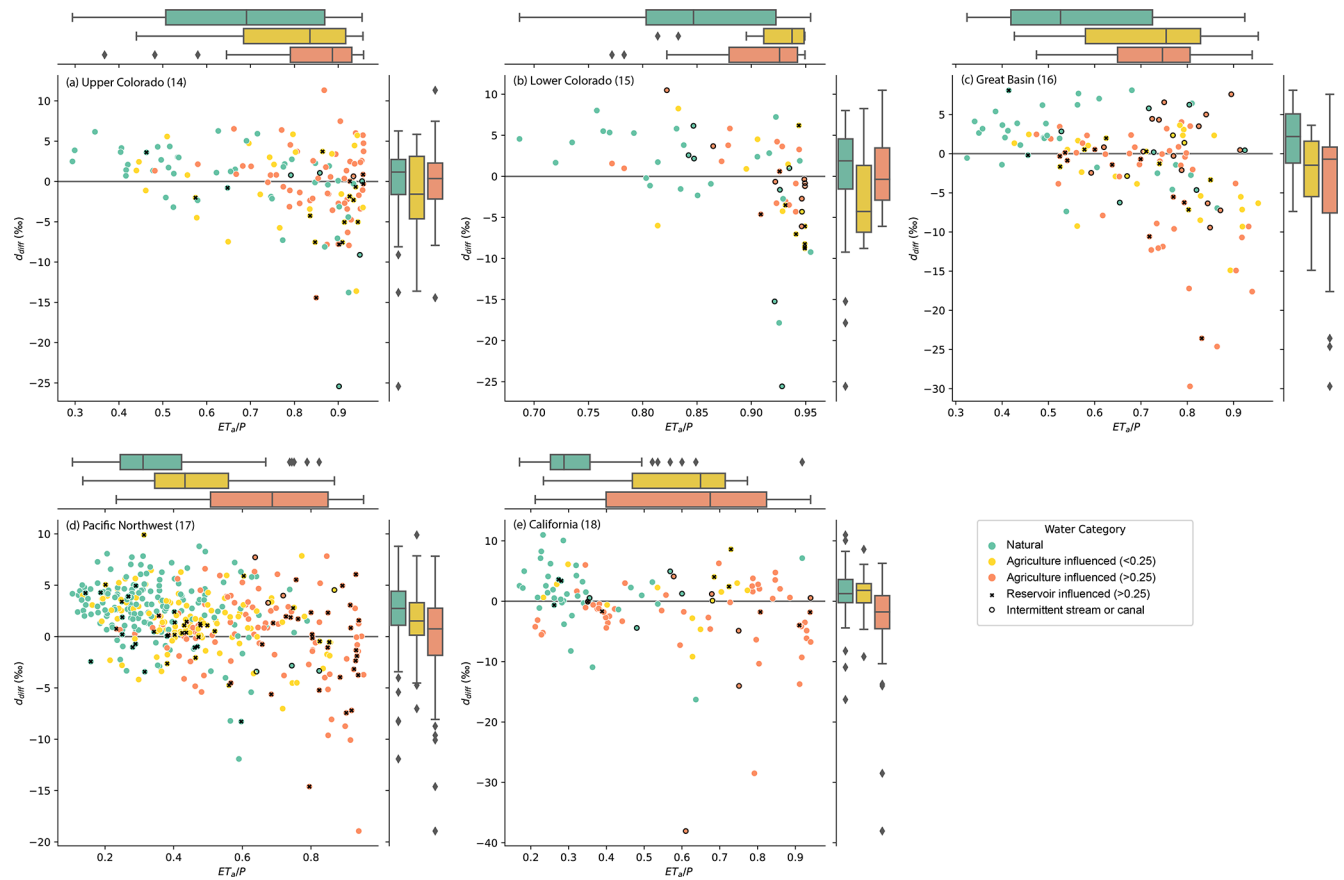 (a) Upper Colorado (14)
10
5
0
−5
−10
−15
−20
−25
d_diff (‰)
0.3 0.4 0.5 0.6 0.7 0.8 0.9
ET_a/P
(b) Lower Colorado (15)
10
5
0
−5
−10
−15
−20
−25
d_diff (‰)
0.70 0.75 0.80 0.85 0.90 0.95
ET_a/P
(c) Great Basin (16)
5
0
−5
−10
−15
−20
−25
−30
d_diff (‰)
0.3 0.4 0.5 0.6 0.7 0.8 0.9
ET_a/P
(d) Pacific Northwest (17)
10
5
0
−5
−10
−15
−20
d_diff (‰)
0.2 0.4 0.6 0.8
ET_a/P
(e) California (18)
10
0
−10
−20
−30
−40
d_diff (‰)
0.2 0.3 0.4 0.5 0.6 0.7 0.8 0.9
ET_a/P
Water Category
Natural
Agriculture influenced (<0.25)
Agriculture influenced (>0.25)
Reservoir influenced (>0.25)
Intermittent stream or canal